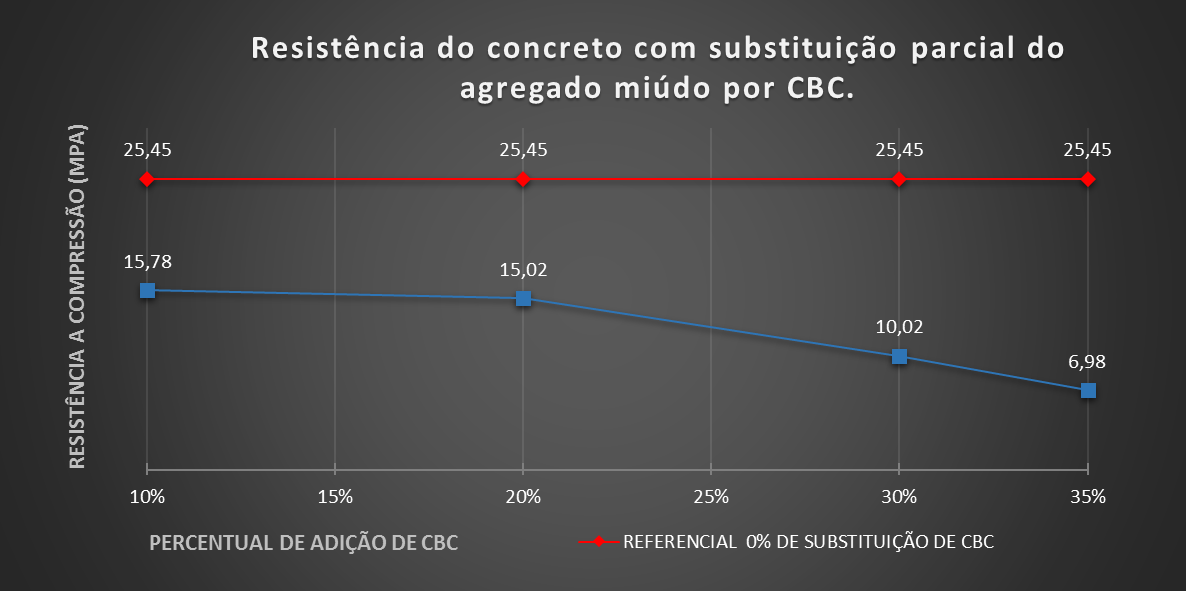 Resistência do concreto com substituição parcial do
agregado miúdo por CBC.
RESISTÊNCIA A COMPRESSÃO (MPA)
25,45
25,45
25,45
25,45
15,78
15,02
10,02
6,98
10%
15%
20%
25%
30%
35%
PERCENTUAL DE ADIÇÃO DE CBC
REFERENCIAL 0% DE SUBSTITUIÇÃO DE CBC